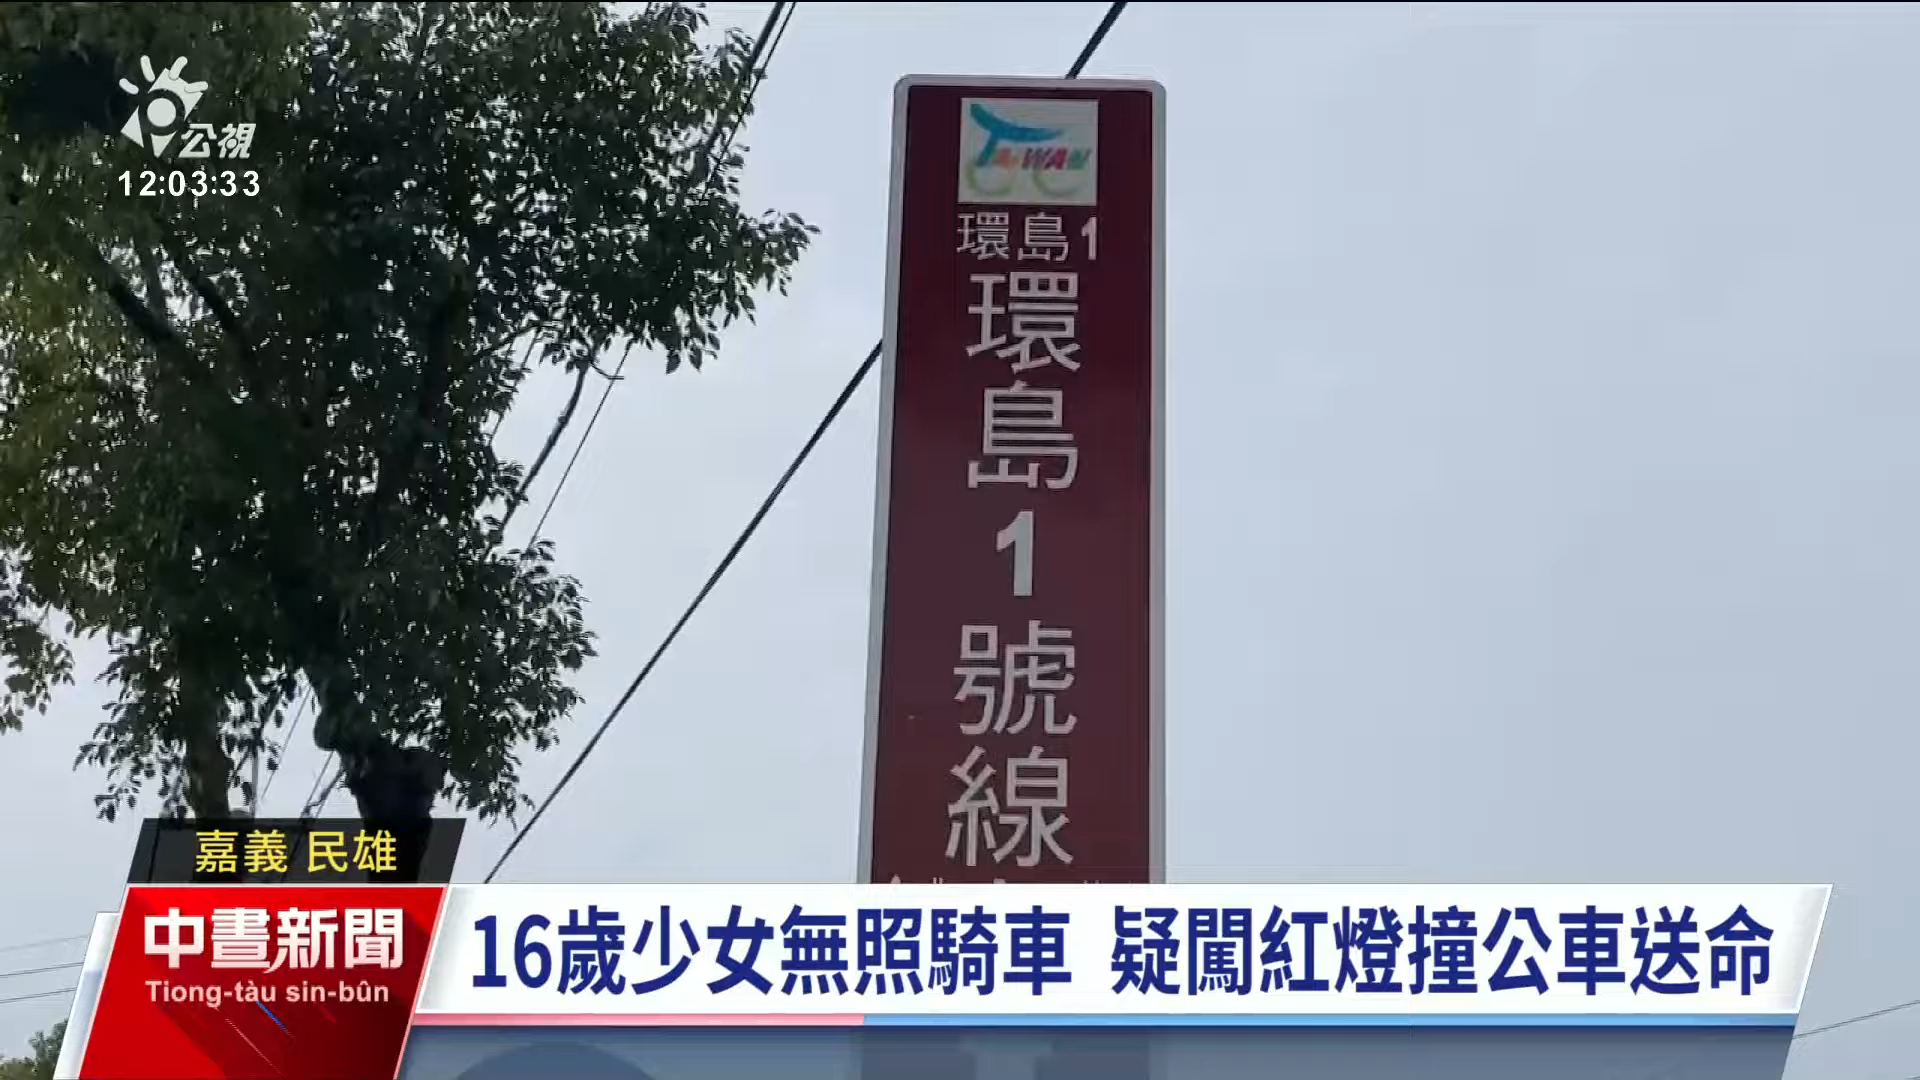 公視
12:03:33
TAIWAN
環島1
環島1號線
嘉義 民雄
中晝新聞
Tiong-tàu sin-bûn
16歲少女無照騎車 疑闖紅燈撞公車送命